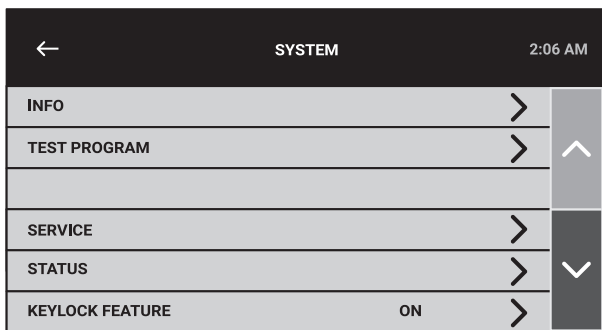 SYSTEM 2:06 AM
INFO
TEST PROGRAM
SERVICE
STATUS
KEYLOCK FEATURE ON